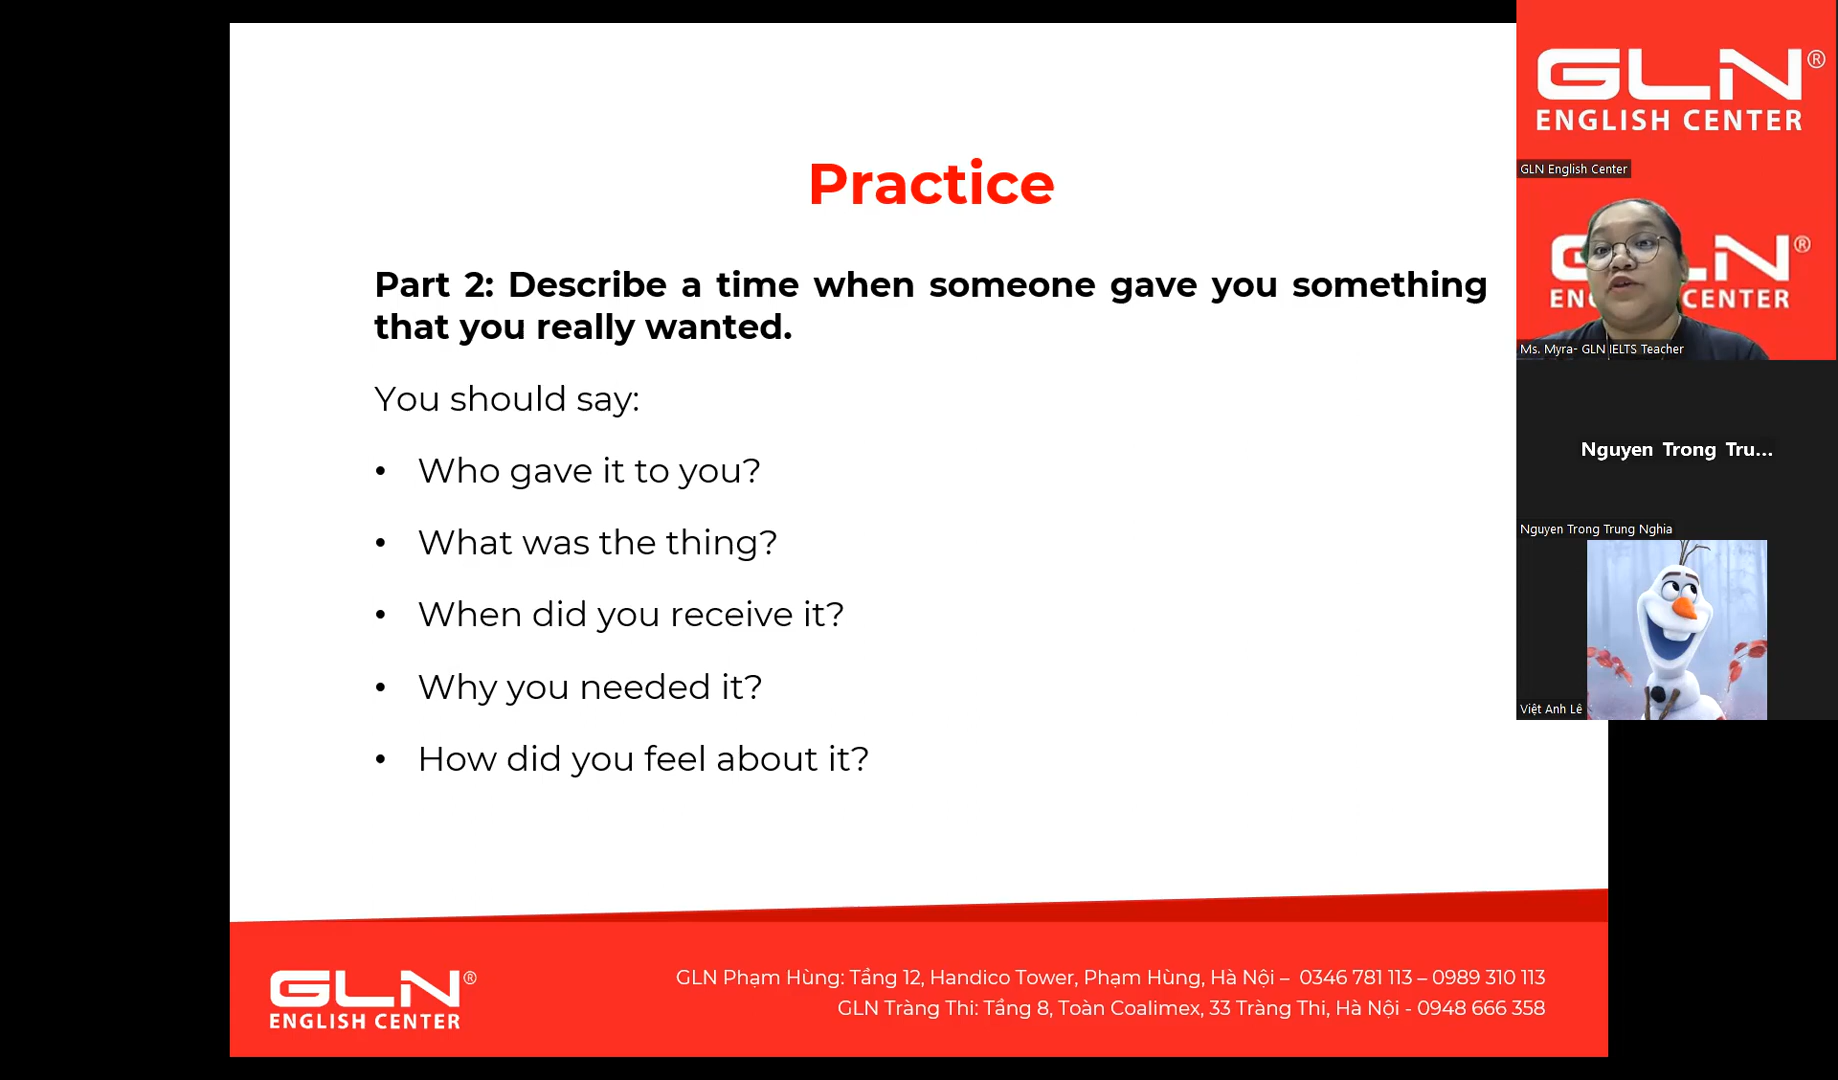 Practice
Part 2: Describe a time when someone gave you something
that you really wanted.
You should say:
• Who gave it to you?
• What was the thing?
• When did you receive it?
• Why you needed it?
• How did you feel about it?
GLN®
ENGLISH CENTER
GLN Phạm Hùng: Tầng 12, Handico Tower, Phạm Hùng, Hà Nội – 0346 781 113 – 0989 310 113
GLN Tràng Thi: Tầng 8, Toàn Coalimex, 33 Tràng Thi, Hà Nội - 0948 666 358
GLN®
ENGLISH CENTER
GLN English Center
G LN®
EN CENTER
Ms. Myra- GLN IELTS Teacher
Nguyen Trong Tru...
Nguyen Trong Trung Nghia
Việt Anh Lê